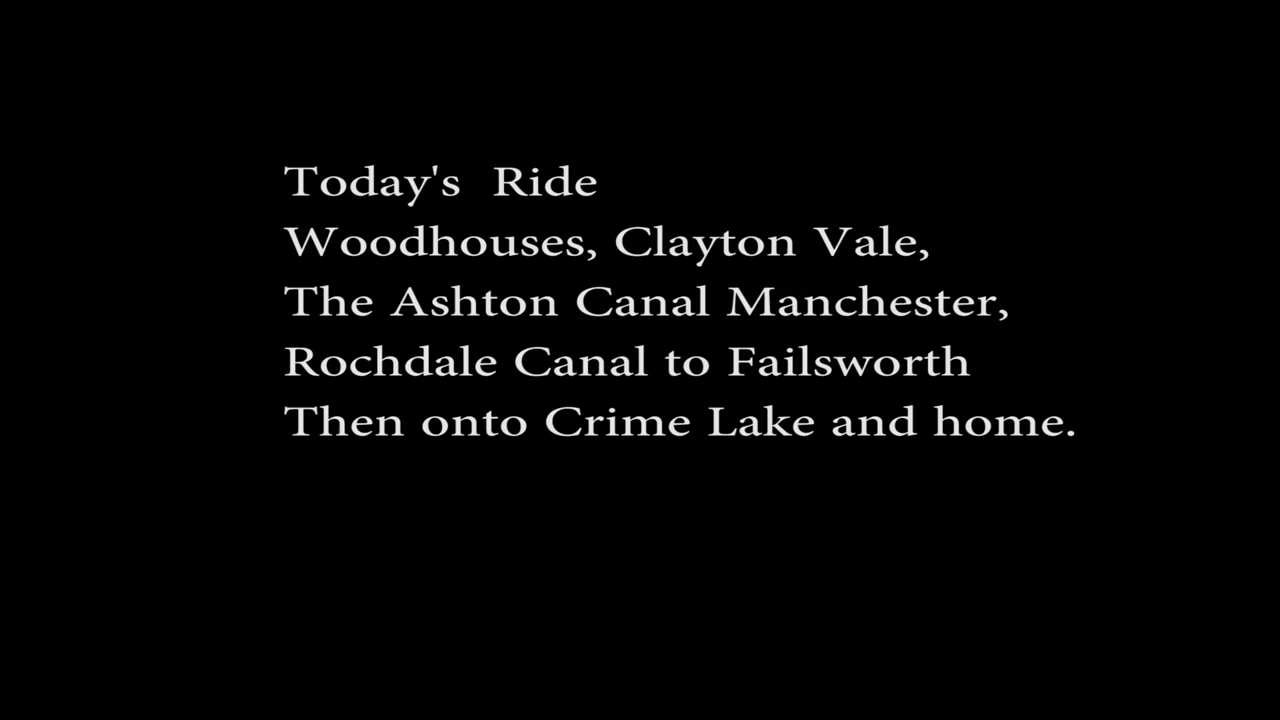 Today's  Ride
Woodhouses, Clayton Vale,
The Ashton Canal Manchester,
Rochdale Canal to Failsworth
Then onto Crime Lake and home.